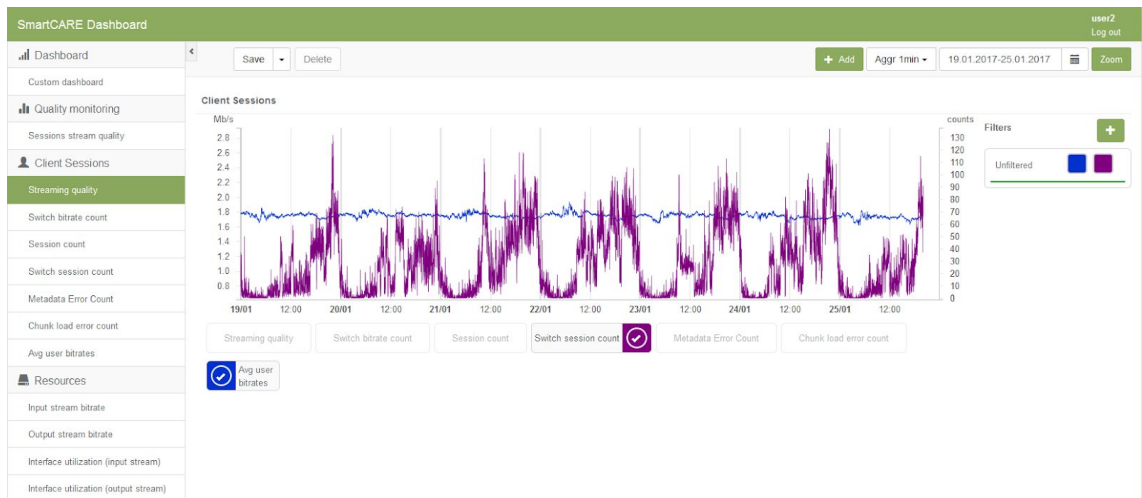 SmartCARE Dashboard
user2
Log out
Dashboard
Custom dashboard
Quality monitoring
Sessions stream quality
Client Sessions
Streaming quality
Switch bitrate count
Session count
Switch session count
Metadata Error Count
Chunk load error count
Avg user bitrates
Resources
Input stream bitrate
Output stream bitrate
Interface utilization (input stream)
Interface utilization (output stream)
Save Delete
Add Aggr 1min 19.01.2017-25.01.2017 Zoom
Client Sessions
Mb/s
2.8
2.6
2.4
2.2
2.0
1.8
1.6
1.4
1.2
1.0
0.8
counts
130
120
110
100
90
80
70
60
50
40
30
20
10
0
19/01 12:00 20/01 12:00 21/01 12:00 22/01 12:00 23/01 12:00 24/01 12:00 25/01 12:00
Filters
Unfiltered
Streaming quality Switch bitrate count Session count Switch session count Metadata Error Count Chunk load error count
Avg user
bitrates